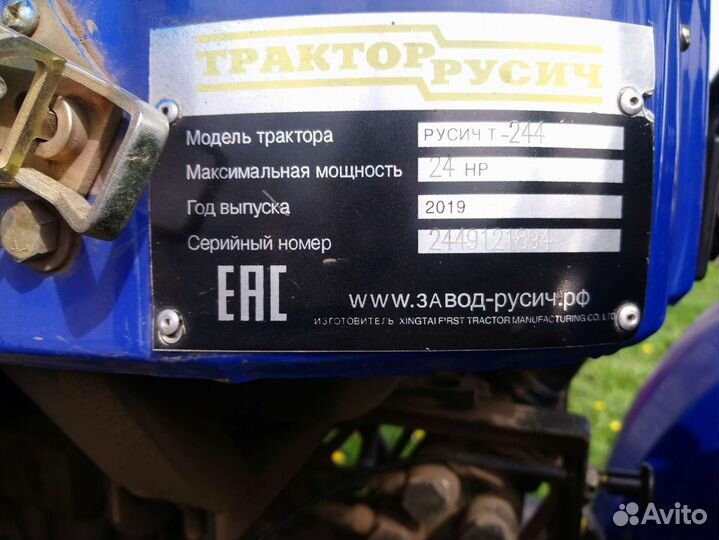 ТРАКТОР РУСИЧ
Модель трактора РУСИЧ Т-244
Максимальная мощность 24 HP
Год выпуска 2019
Серийный номер 2449121894
EAC
www.завод-русич.рф
ИЗГОТОВИТЕЛЬ XINGTAI FIRST TRACTOR MANUFACTURING CO. LTD
Avito